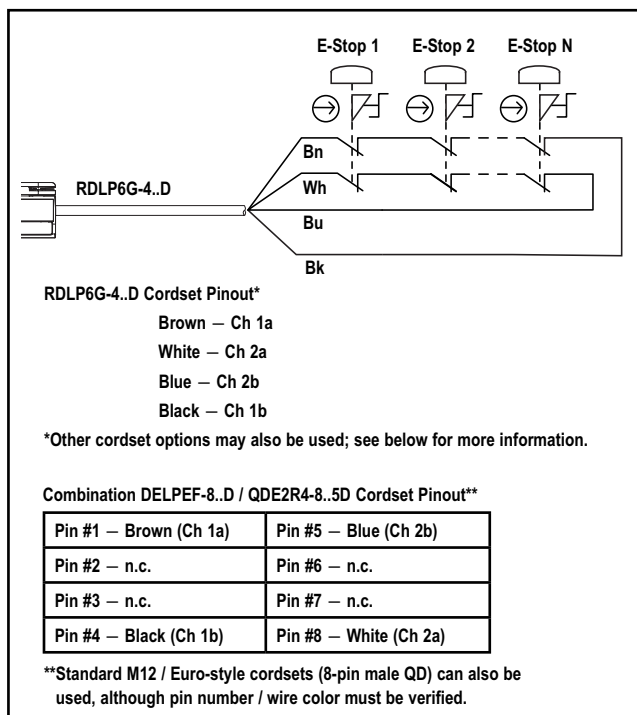 E-Stop 1 E-Stop 2 E-Stop N
Bn
RDLP6G-4..D
Wh
Bu
Bk
RDLP6G-4..D Cordset Pinout*
Brown — Ch 1a
White — Ch 2a
Blue — Ch 2b
Black — Ch 1b
*Other cordset options may also be used; see below for more information.
Combination DELPEF-8..D / QDE2R4-8..5D Cordset Pinout**
Pin #1 — Brown (Ch 1a) Pin #5 — Blue (Ch 2b)
Pin #2 — n.c. Pin #6 — n.c.
Pin #3 — n.c. Pin #7 — n.c.
Pin #4 — Black (Ch 1b) Pin #8 — White (Ch 2a)
**Standard M12 / Euro-style cordsets (8-pin male QD) can also be
used, although pin number / wire color must be verified.